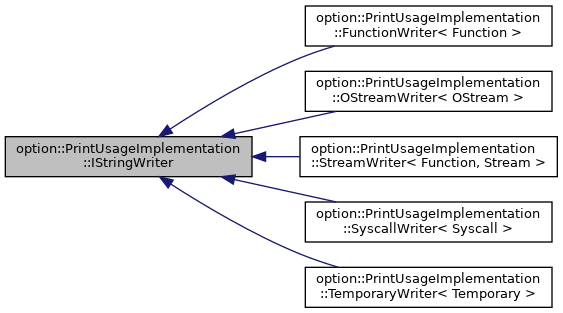 option::PrintUsageImplementation
::FunctionWriter< Function >
option::PrintUsageImplementation
::OStreamWriter< OStream >
option::PrintUsageImplementation
::IStringWriter
option::PrintUsageImplementation
::StreamWriter< Function, Stream >
option::PrintUsageImplementation
::SyscallWriter< Syscall >
option::PrintUsageImplementation
::TemporaryWriter< Temporary >